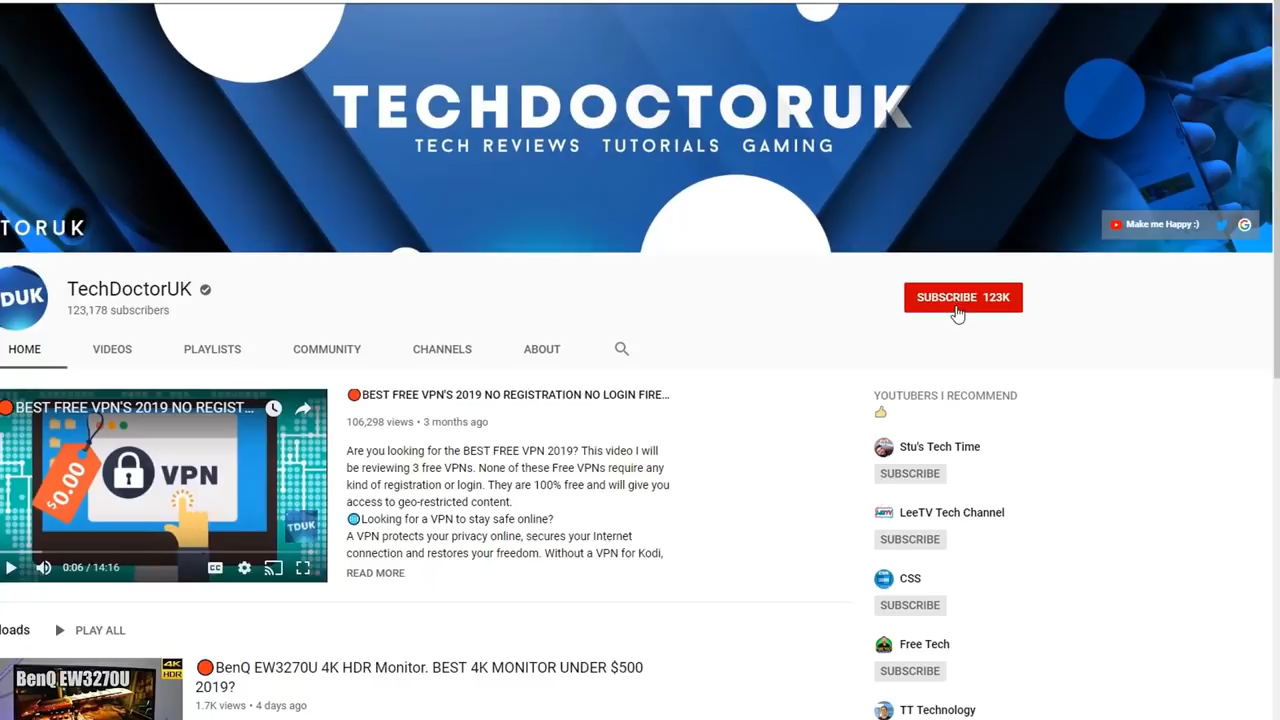 TECHDOCTORUK
TECH REVIEWS TUTORIALS GAMING
TORUK
Make me Happy :)
DUK
TechDoctorUK
123,178 subscribers
SUBSCRIBE 123K
HOME VIDEOS PLAYLISTS COMMUNITY CHANNELS ABOUT
BEST FREE VPN'S 2019 NO REGIST...
$0.00
VPN
TDUK
0:06 / 14:16
CC
BEST FREE VPN'S 2019 NO REGISTRATION NO LOGIN FIRE...
106,298 views • 3 months ago
Are you looking for the BEST FREE VPN 2019? This video I will
be reviewing 3 free VPNs. None of these Free VPNs require any
kind of registration or login. They are 100% free and will give you
access to geo-restricted content.
Looking for a VPN to stay safe online?
A VPN protects your privacy online, secures your Internet
connection and restores your freedom. Without a VPN for Kodi,
READ MORE
YOUTUBERS I RECOMMEND
Stu's Tech Time
SUBSCRIBE
LeeTV Tech Channel
SUBSCRIBE
CSS
SUBSCRIBE
Free Tech
SUBSCRIBE
TT Technology
loads PLAY ALL
BenQ EW3270U
4K
HDR
BenQ EW3270U 4K HDR Monitor. BEST 4K MONITOR UNDER $500
2019?
1.7K views • 4 days ago